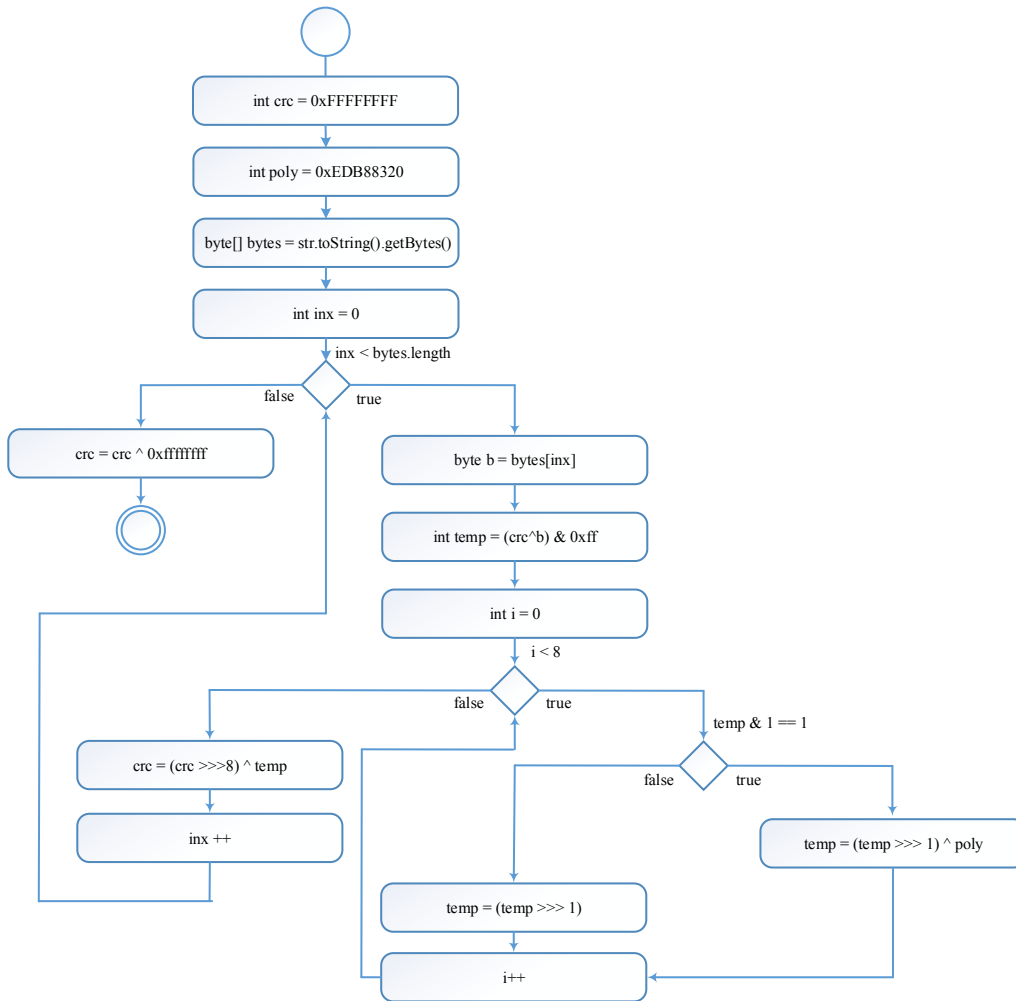 int crc = 0xFFFFFFFF
int poly = 0xEDB88320
byte[] bytes = str.toString().getBytes()
int inx = 0
inx < bytes.length
false
true
crc = crc ^ 0xffffffff
byte b = bytes[inx]
int temp = (crc^b) & 0xff
int i = 0
i < 8
false
true
temp & 1 == 1
crc = (crc >>>8) ^ temp
false
true
inx ++
temp = (temp >>> 1) ^ poly
temp = (temp >>> 1)
i++